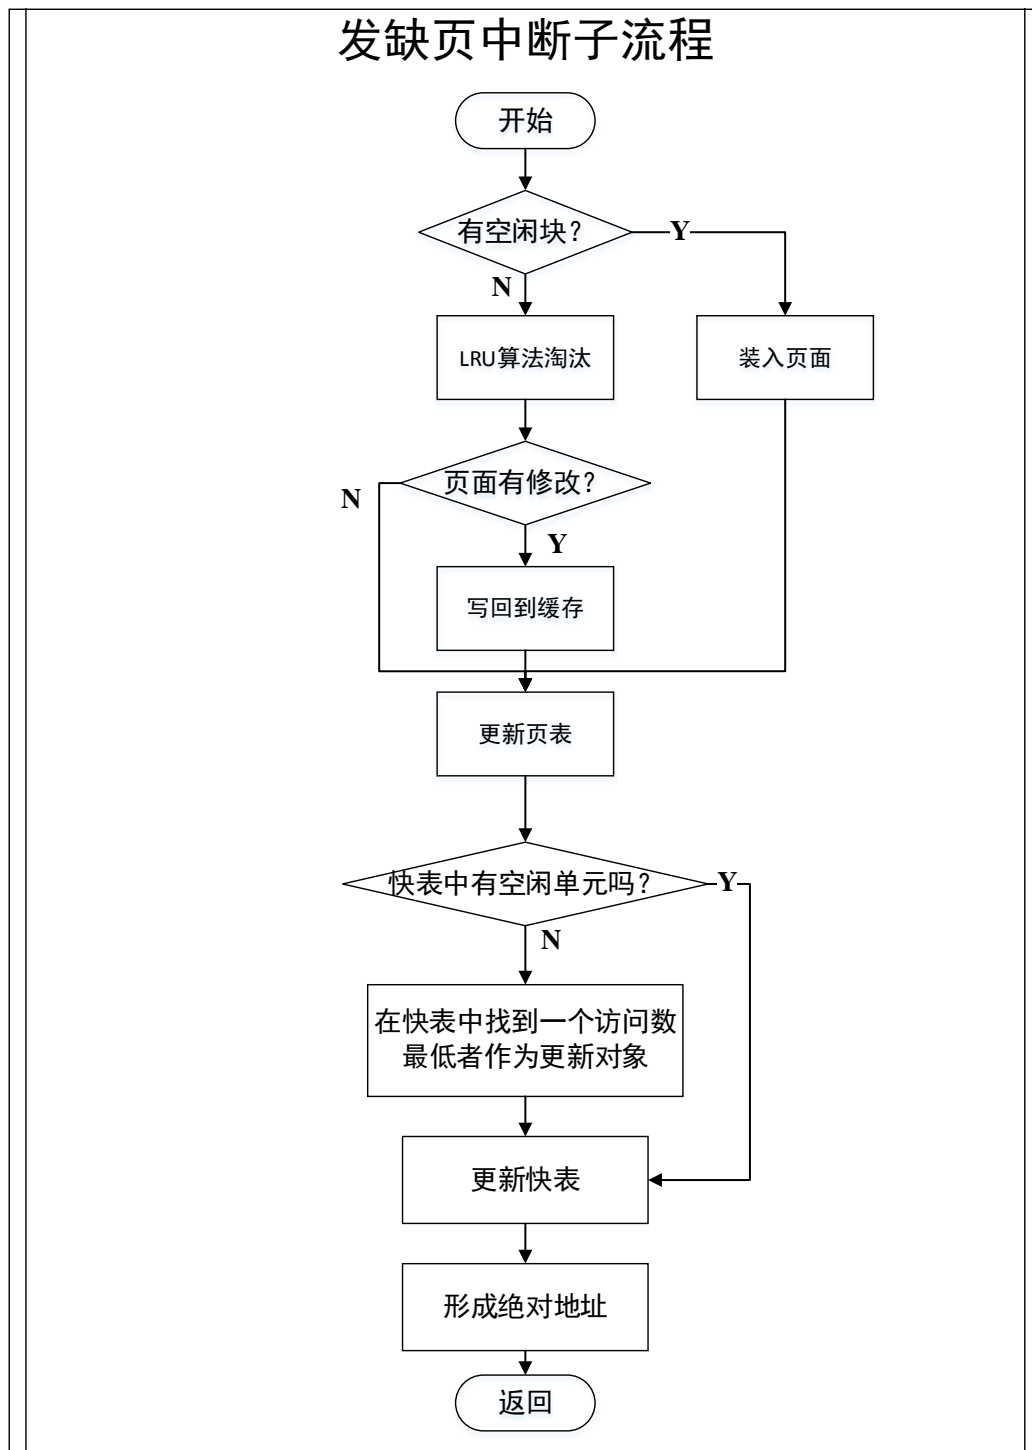 发缺页中断子流程
开始
有空闲块？
Y
N
LRU算法淘汰
装入页面
页面有修改？
N
Y
写回到缓存
更新页表
快表中有空闲单元吗？
Y
N
在快表中找到一个访问数
最低者作为更新对象
更新快表
形成绝对地址
返回